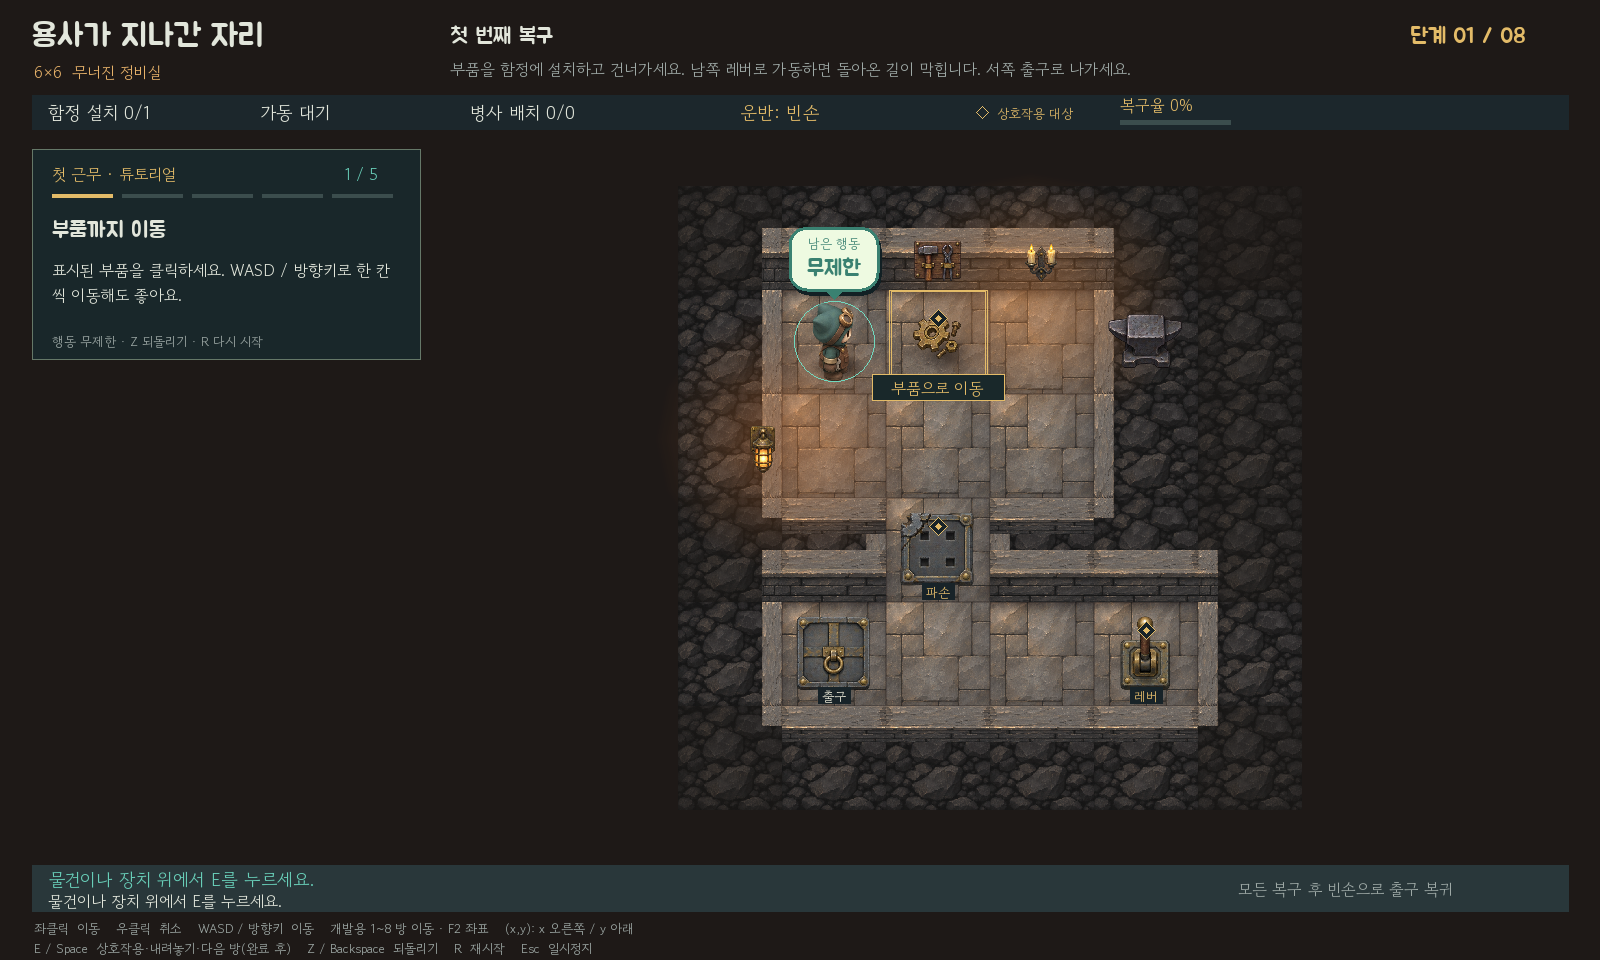 용사가 지나간 자리
첫 번째 복구
단계 01 / 08
6×6 무너진 정비실
부품을 함정에 설치하고 건너가세요. 남쪽 레버로 가동하면 돌아온 길이 막힙니다. 서쪽 출구로 나가세요.
함정 설치 0/1
가동 대기
병사 배치 0/0
운반: 빈손
상호작용 대상
복구율 0%
첫 근무 · 튜토리얼
1 / 5
부품까지 이동
표시된 부품을 클릭하세요. WASD / 방향키로 한 칸
씩 이동해도 좋아요.
행동 무제한 · Z 되돌리기 · R 다시 시작
남은 행동
무제한
부품으로 이동
파손
출구
레버
물건이나 장치 위에서 E를 누르세요.
물건이나 장치 위에서 E를 누르세요.
모든 복구 후 빈손으로 출구 복귀
좌클릭 이동 우클릭 취소 WASD / 방향키 이동 개발용 1~8 방 이동 · F2 좌표 (x,y): x 오른쪽 / y 아래
E / Space 상호작용·내려놓기·다음 방(완료 후) Z / Backspace 되돌리기 R 재시작 Esc 일시정지